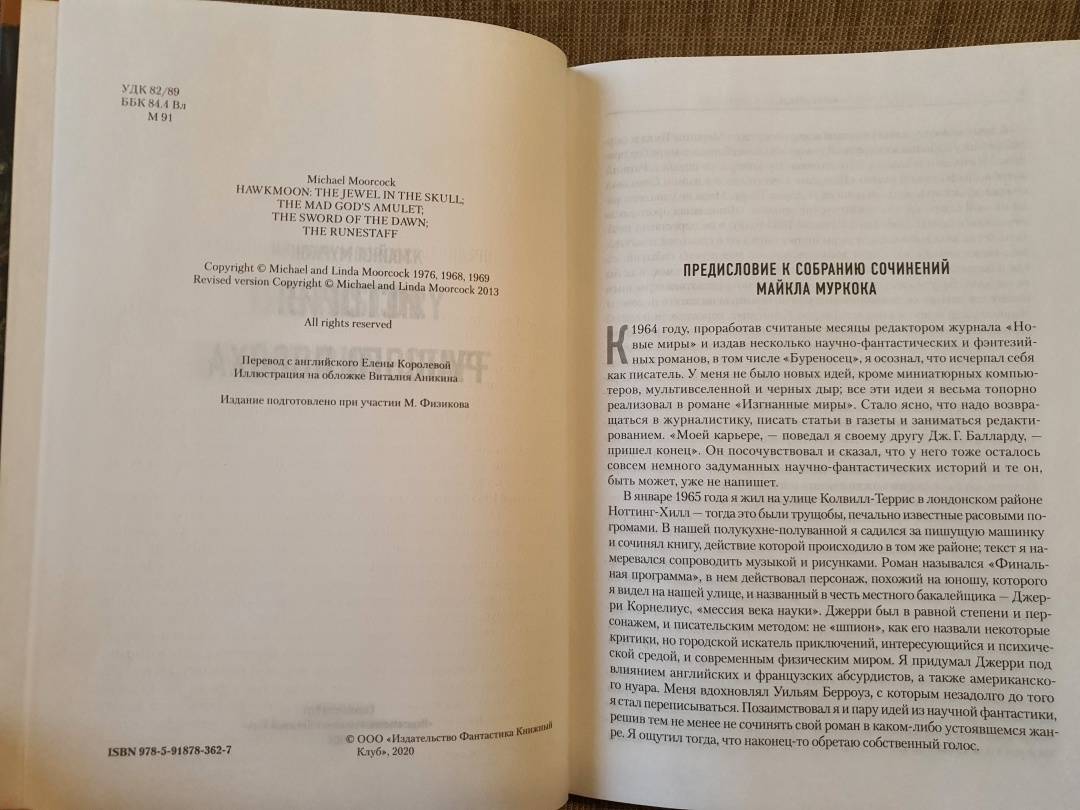 УДК 82/89
ББК 84.4 Вл
М 91
Michael Moorcock
HAWKMOON: THE JEWEL IN THE SKULL;
THE MAD GOD'S AMULET;
THE SWORD OF THE DAWN;
THE RUNESTAFF
Copyright © Michael and Linda Moorcock 1976, 1968, 1969
Revised version Copyright © Michael and Linda Moorcock 2013
All rights reserved
Перевод с английского Елены Королевой
Иллюстрация на обложке Виталия Аникина
Издание подготовлено при участии М. Физикова
ISBN 978-5-91878-362-7
© ООО «Издательство Фантастика Книжный
Клуб», 2020
ПРЕДИСЛОВИЕ К СОБРАНИЮ СОЧИНЕНИЙ
МАЙКЛА МУРКОКА
К 1964 году, проработав считаные месяцы редактором журнала «Но-
вые миры» и издав несколько научно-фантастических и фэнтезий-
ных романов, в том числе «Буреносец», я осознал, что исчерпал себя
как писатель. У меня не было новых идей, кроме миниатюрных компью-
теров, мультивселенной и черных дыр; все эти идеи я весьма топорно
реализовал в романе «Изгнанные миры». Стало ясно, что надо возвра-
щаться в журналистику, писать статьи в газеты и заниматься редакти-
рованием. «Моей карьере, — поведал я своему другу Дж. Г. Балларду, —
пришел конец». Он посочувствовал и сказал, что у него тоже осталось
совсем немного задуманных научно-фантастических историй и те он,
быть может, уже не напишет.
В январе 1965 года я жил на улице Колвилл-Террис в лондонском районе
Ноттинг-Хилл — тогда это были трущобы, печально известные расовыми по-
громами. В нашей полукухне-полуванной я садился за пишущую машинку
и сочинял книгу, действие которой происходило в том же районе; текст я на-
меревался сопроводить музыкой и рисунками. Роман назывался «Финаль-
ная программа», в нем действовал персонаж, похожий на юношу, которого
я видел на нашей улице, и названный в честь местного бакалейщика — Джер-
ри Корнелиус, «мессия века науки». Джерри был в равной степени и пер-
сонажем, и писательским методом: не «шпион», как его назвали некоторые
критики, но городской искатель приключений, интересующийся и психиче-
ской средой, и современным физическим миром. Я придумал Джерри под
влиянием английских и французских абсурдистов, а также американско-
го нуара. Меня вдохновлял Уильям Берроуз, с которым незадолго до того
я стал переписываться. Позаимствовал я и пару идей из научной фантастики,
решив тем не менее не сочинять свой роман в каком-либо устоявшемся жан-
ре. Я ощутил тогда, что наконец-то обретаю собственный голос.